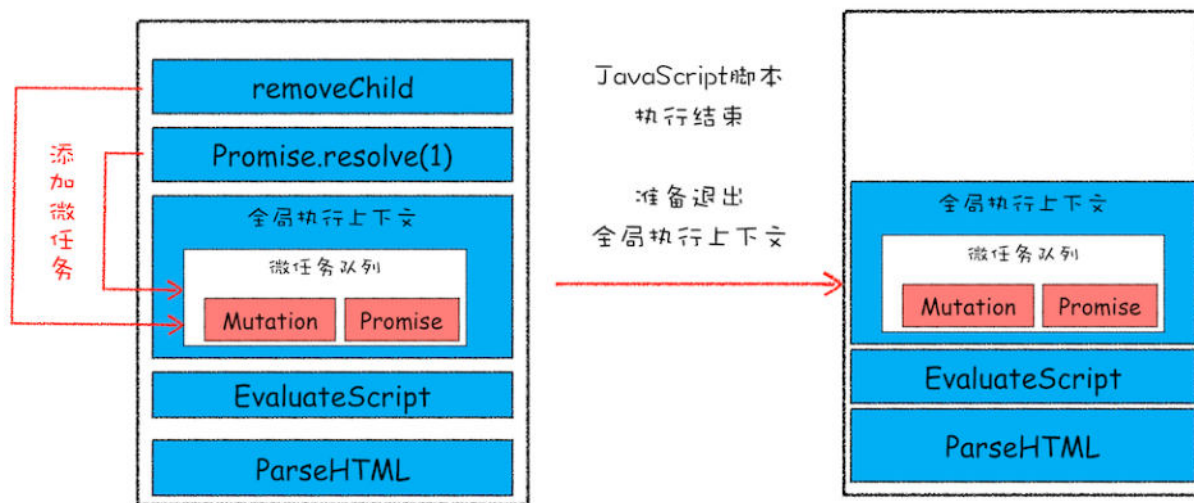 removeChild
Promise.resolve(1)
添加微任务
全局执行上下文
微任务队列
Mutation
Promise
EvaluateScript
ParseHTML
JavaScript脚本
执行结束
准备退出
全局执行上下文
全局执行上下文
微任务队列
Mutation
Promise
EvaluateScript
ParseHTML